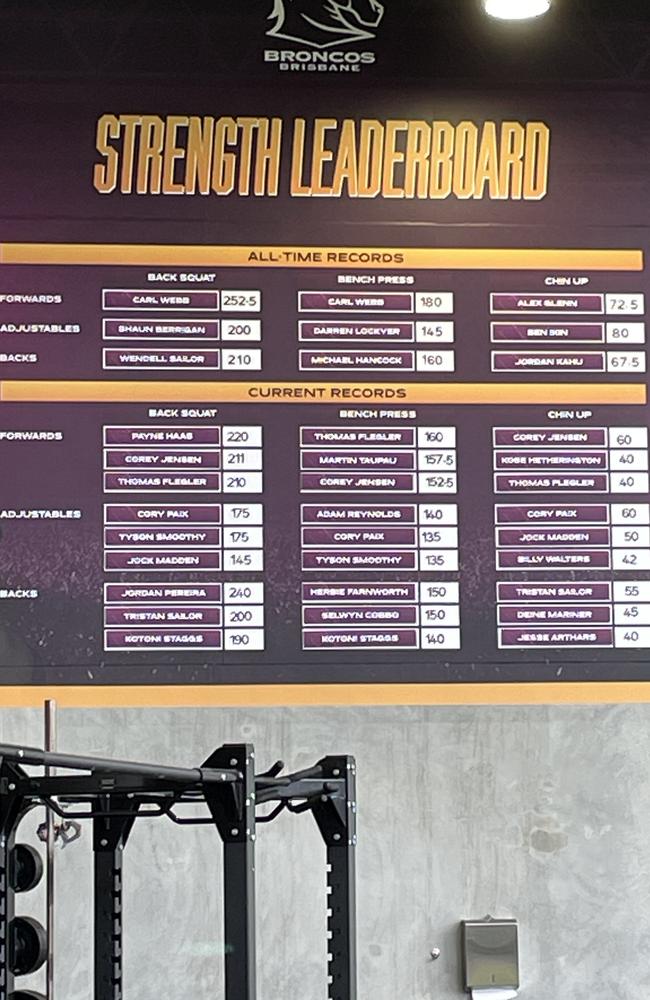 BRONCOS
BRISBANE
STRENGTH LEADERBOARD
ALL-TIME RECORDS
BACK SQUAT BENCH PRESS CHIN UP
FORWARDS CARL WEBB 252.5 CARL WEBB 180 ALEX GLENN 72.5
ADJUSTABLES SHAUN BERRIGAN 200 DARREN LOCKYER 145 BEN IKIN 80
BACKS WENDELL SAILOR 210 MICHAEL HANCOCK 160 JORDAN KAHU 67.5
CURRENT RECORDS
BACK SQUAT BENCH PRESS CHIN UP
FORWARDS PAYNE HAAS 220 THOMAS FLEGLER 160 COREY JENSEN 60
COREY JENSEN 211 MARTIN TAUPAU 157.5 KOBE HETHERINGTON 40
THOMAS FLEGLER 210 COREY JENSEN 152.5 THOMAS FLEGLER 40
ADJUSTABLES CORY PAIX 175 ADAM REYNOLDS 140 CORY PAIX 60
TYSON SMOOTHY 175 CORY PAIX 135 JOCK MADDEN 50
JOCK MADDEN 145 TYSON SMOOTHY 135 BILLY WALTERS 42
BACKS JORDAN PEREIRA 240 HERBIE FARNWORTH 150 TRISTAN SAILOR 55
TRISTAN SAILOR 200 SELWYN COBBO 150 DEINE MARINER 45
KOTONI STAGGS 190 KOTONI STAGGS 140 JESSE ARTHARS 40